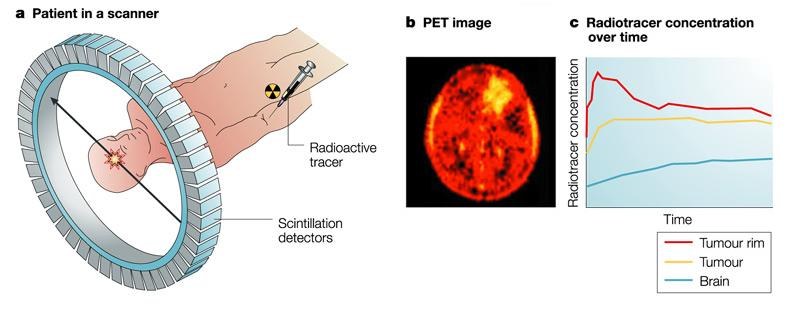 a Patient in a scanner
Radioactive
tracer
Scintillation
detectors
b PET image
c Radiotracer concentration
over time
Radiotracer concentration
Time
Tumour rim
Tumour
Brain